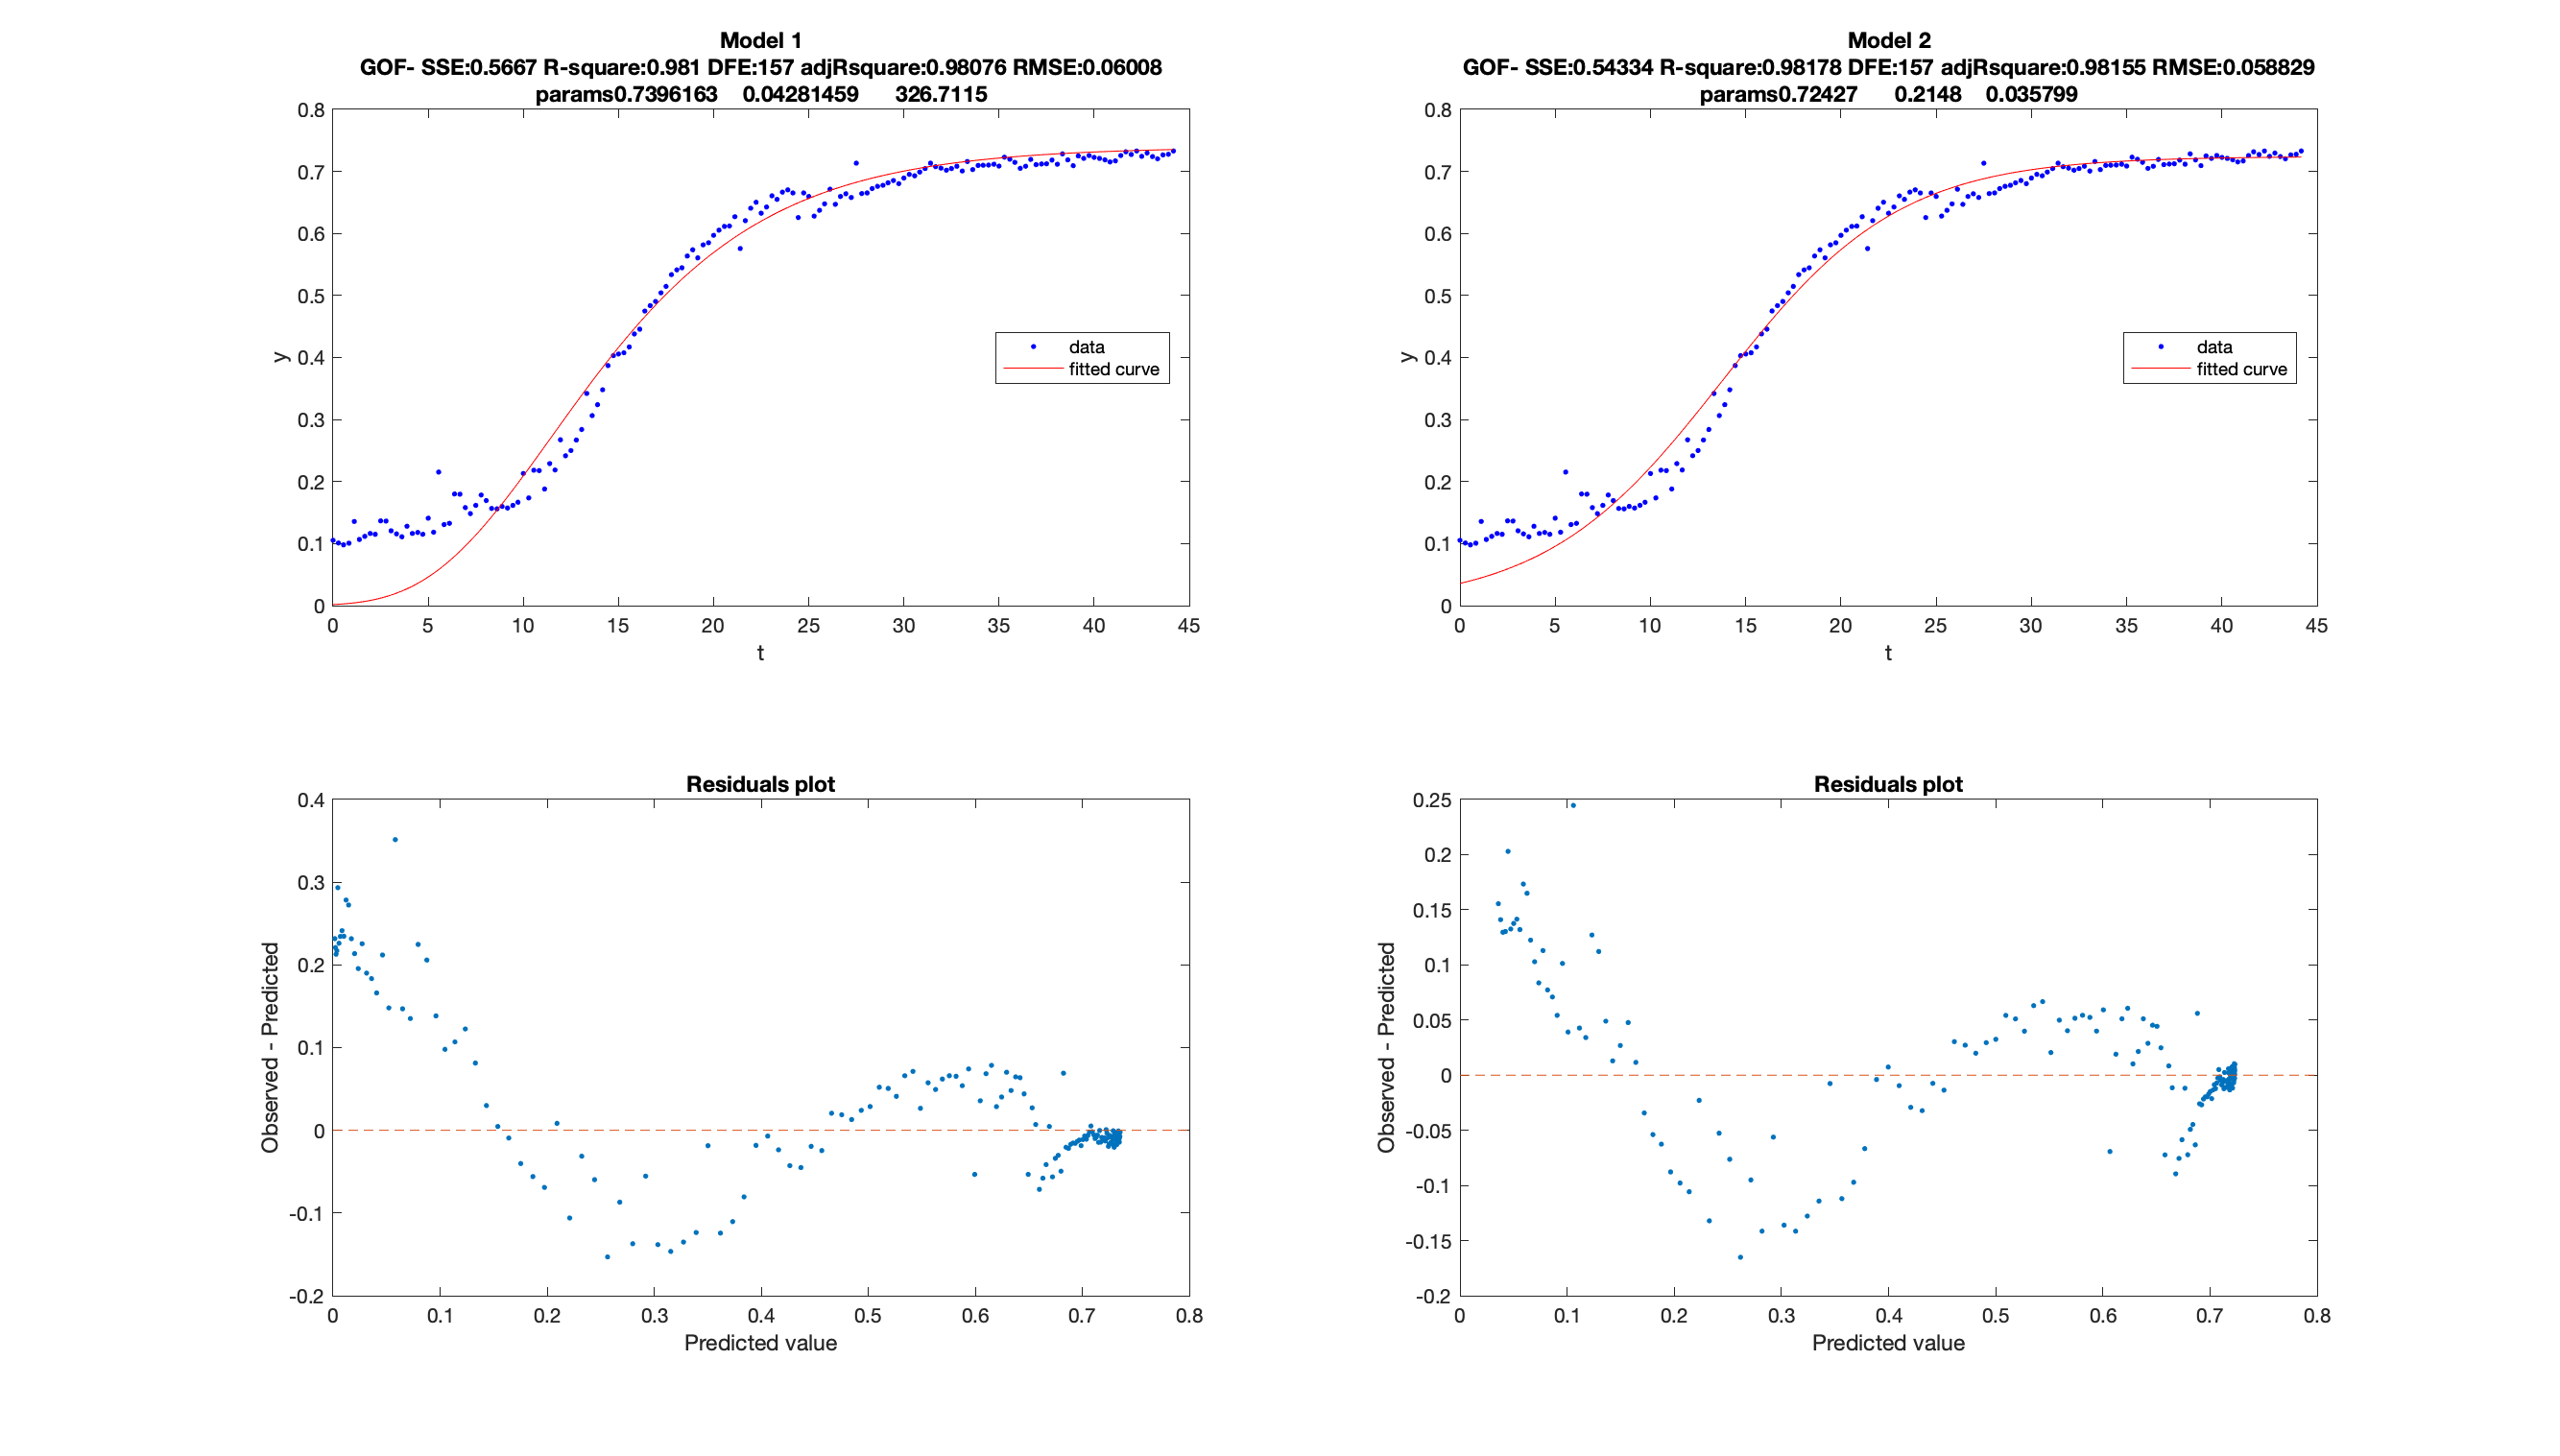 Model 1
GOF- SSE:0.5667 R-square:0.981 DFE:157 adjRsquare:0.98076 RMSE:0.06008
params0.7396163 0.04281459 326.7115
0.8
0.7
0.6
0.5
0.4
0.3
0.2
0.1
0
y
0 5 10 15 20 25 30 35 40 45
t
data
fitted curve
Model 2
GOF- SSE:0.54334 R-square:0.98178 DFE:157 adjRsquare:0.98155 RMSE:0.058829
params0.72427 0.2148 0.035799
0.8
0.7
0.6
0.5
0.4
0.3
0.2
0.1
0
y
0 5 10 15 20 25 30 35 40 45
t
data
fitted curve
Residuals plot
0.4
0.3
0.2
0.1
0
-0.1
-0.2
Observed - Predicted
0 0.1 0.2 0.3 0.4 0.5 0.6 0.7 0.8
Predicted value
Residuals plot
0.25
0.2
0.15
0.1
0.05
0
-0.05
-0.1
-0.15
-0.2
Observed - Predicted
0 0.1 0.2 0.3 0.4 0.5 0.6 0.7 0.8
Predicted value